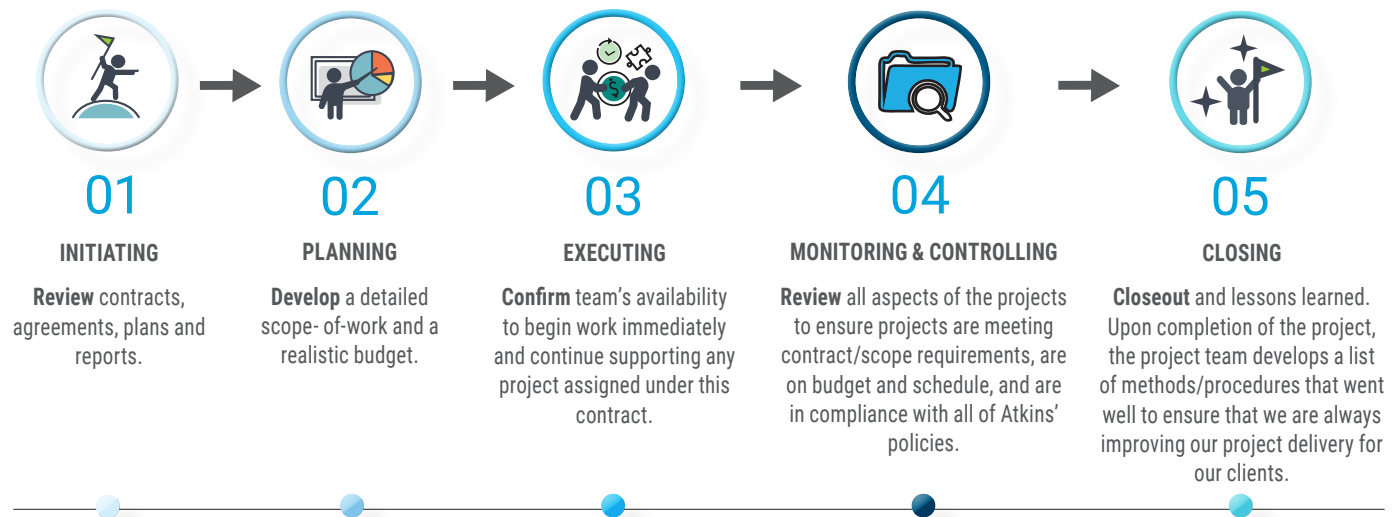 $
01
INITIATING
Review contracts,
agreements, plans and
reports.
02
PLANNING
Develop a detailed
scope- of-work and a
realistic budget.
03
EXECUTING
Confirm team’s availability
to begin work immediately
and continue supporting any
project assigned under this
contract.
04
MONITORING & CONTROLLING
Review all aspects of the projects
to ensure projects are meeting
contract/scope requirements, are
on budget and schedule, and are
in compliance with all of Atkins’
policies.
05
CLOSING
Closeout and lessons learned.
Upon completion of the project,
the project team develops a list
of methods/procedures that went
well to ensure that we are always
improving our project delivery for
our clients.